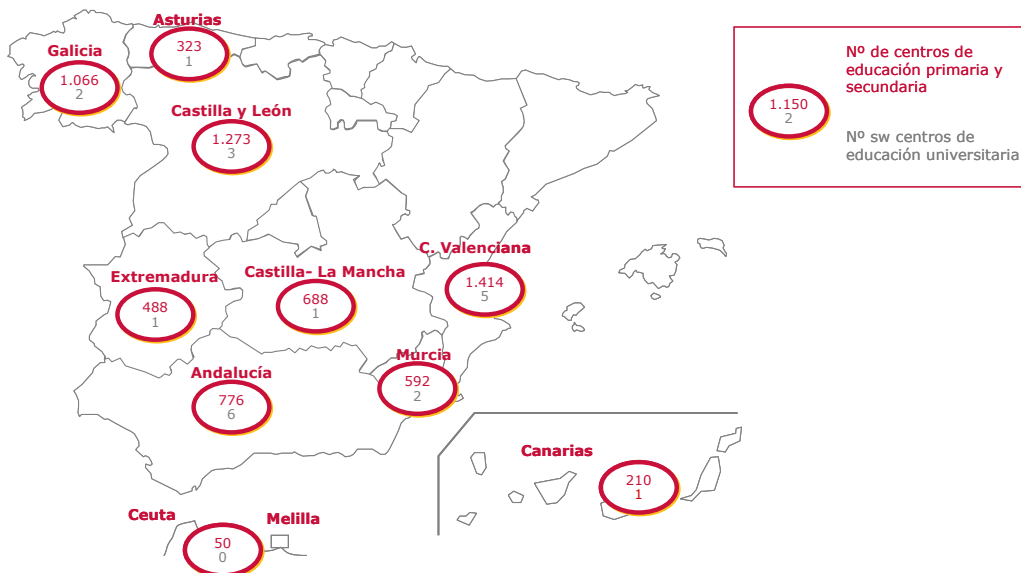 Asturias
323
1
Galicia
1.066
2
Castilla y León
1.273
3
Nº de centros de
educación primaria y
secundaria
1.150
2
Nº sw centros de
educación universitaria
C. Valenciana
1.414
5
Extremadura
488
1
Castilla- La Mancha
688
1
Murcia
592
2
Andalucía
776
6
Canarias
210
1
Ceuta
Melilla
50
0